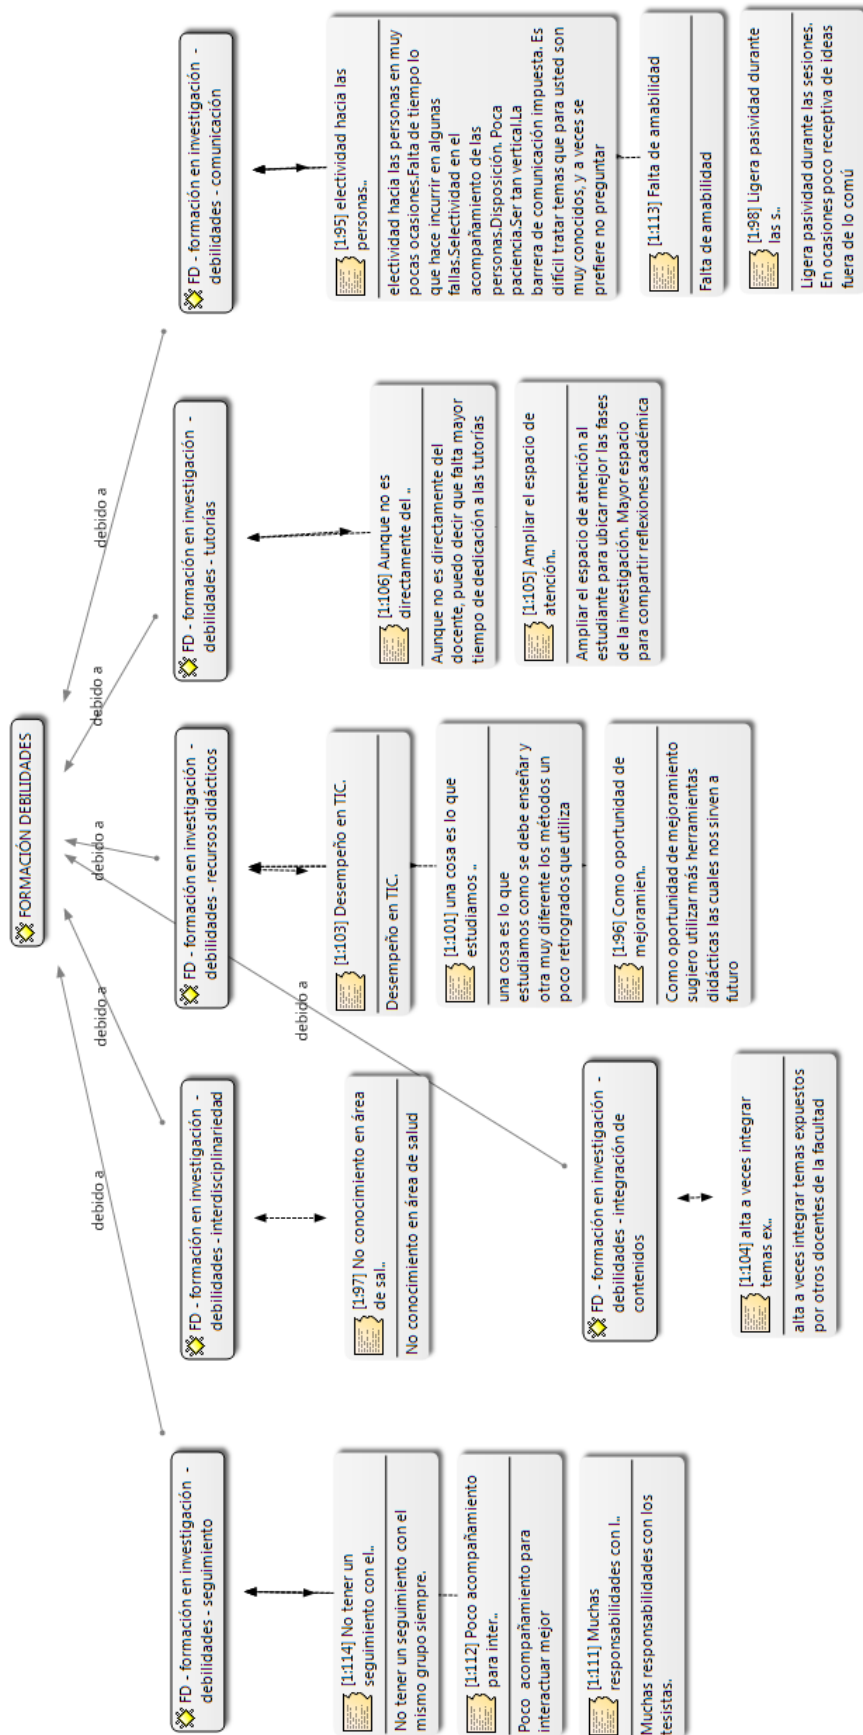 FORMACIÓN DEBILIDADES
debido a
debido a
debido a
debido a
debido a
debido a
FD - formación en investigación -
debilidades - seguimiento
[1:114] No tener un
seguimiento con el..
No tener un seguimiento con el
mismo grupo siempre.
[1:112] Poco acompañamiento
para inter..
Poco acompañamiento para
interactuar mejor
[1:111] Muchas
responsabilidades con l..
Muchas responsabilidades con los
tesistas.
FD - formación en investigación -
debilidades - interdisciplinariedad
[1:97] No conocimiento en área
de sal..
No conocimiento en área de salud
FD - formación en investigación -
debilidades - integración de
contenidos
[1:104] alta a veces integrar
temas ex..
alta a veces integrar temas expuestos
por otros docentes de la facultad
FD - formación en investigación -
debilidades - recursos didácticos
[1:103] Desempeño en TIC.
Desempeño en TIC.
[1:101] una cosa es lo que
estudiamos ..
una cosa es lo que
estudiamos como se debe enseñar y
otra muy diferente los métodos un
poco retrogrados que utiliza
[1:96] Como oportunidad de
mejoramien..
Como oportunidad de mejoramiento
sugiero utilizar más herramientas
didácticas las cuales nos sirven a
futuro
FD - formación en investigación -
debilidades - tutorías
[1:106] Aunque no es
directamente del ..
Aunque no es directamente del
docente, puedo decir que falta mayor
tiempo de dedicación a las tutorías
[1:105] Ampliar el espacio de
atención..
Ampliar el espacio de atención al
estudiante para ubicar mejor las fases
de la investigación. Mayor espacio
para compartir reflexiones académica
FD - formación en investigación -
debilidades - comunicación
[1:95] electividad hacia las
personas..
electividad hacia las personas en muy
pocas ocasiones.Falta de tiempo lo
que hace incurrir en algunas
fallas.Selectividad en el
acompañamiento de las
personas.Disposición. Poca
paciencia.Ser tan vertical.La
barrera de comunicación impuesta. Es
difícil tratar temas que para usted son
muy conocidos, y a veces se
prefiere no preguntar
[1:113] Falta de amabilidad
Falta de amabilidad
[1:98] Ligera pasividad durante
las s..
Ligera pasividad durante las sesiones.
En ocasiones poco receptiva de ideas
fuera de lo comú